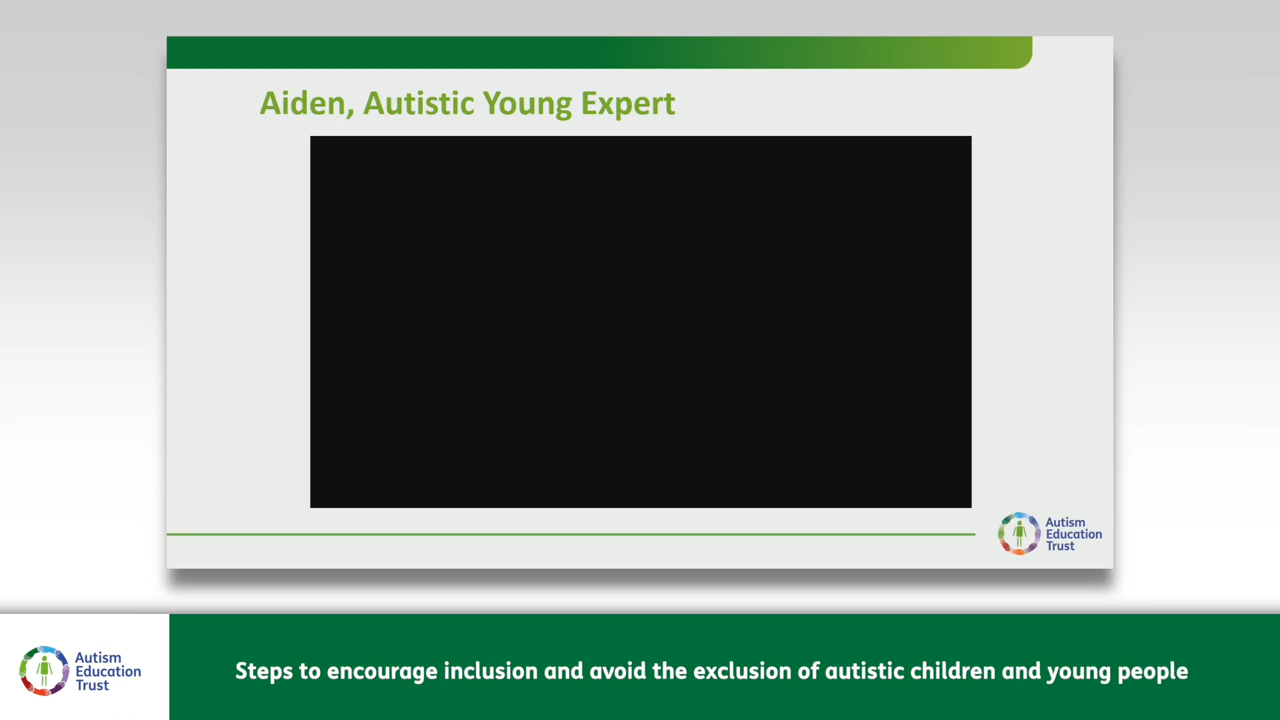 Aiden, Autistic Young Expert
Autism
Education
Trust
Autism
Education
Trust
Steps to encourage inclusion and avoid the exclusion of autistic children and young people